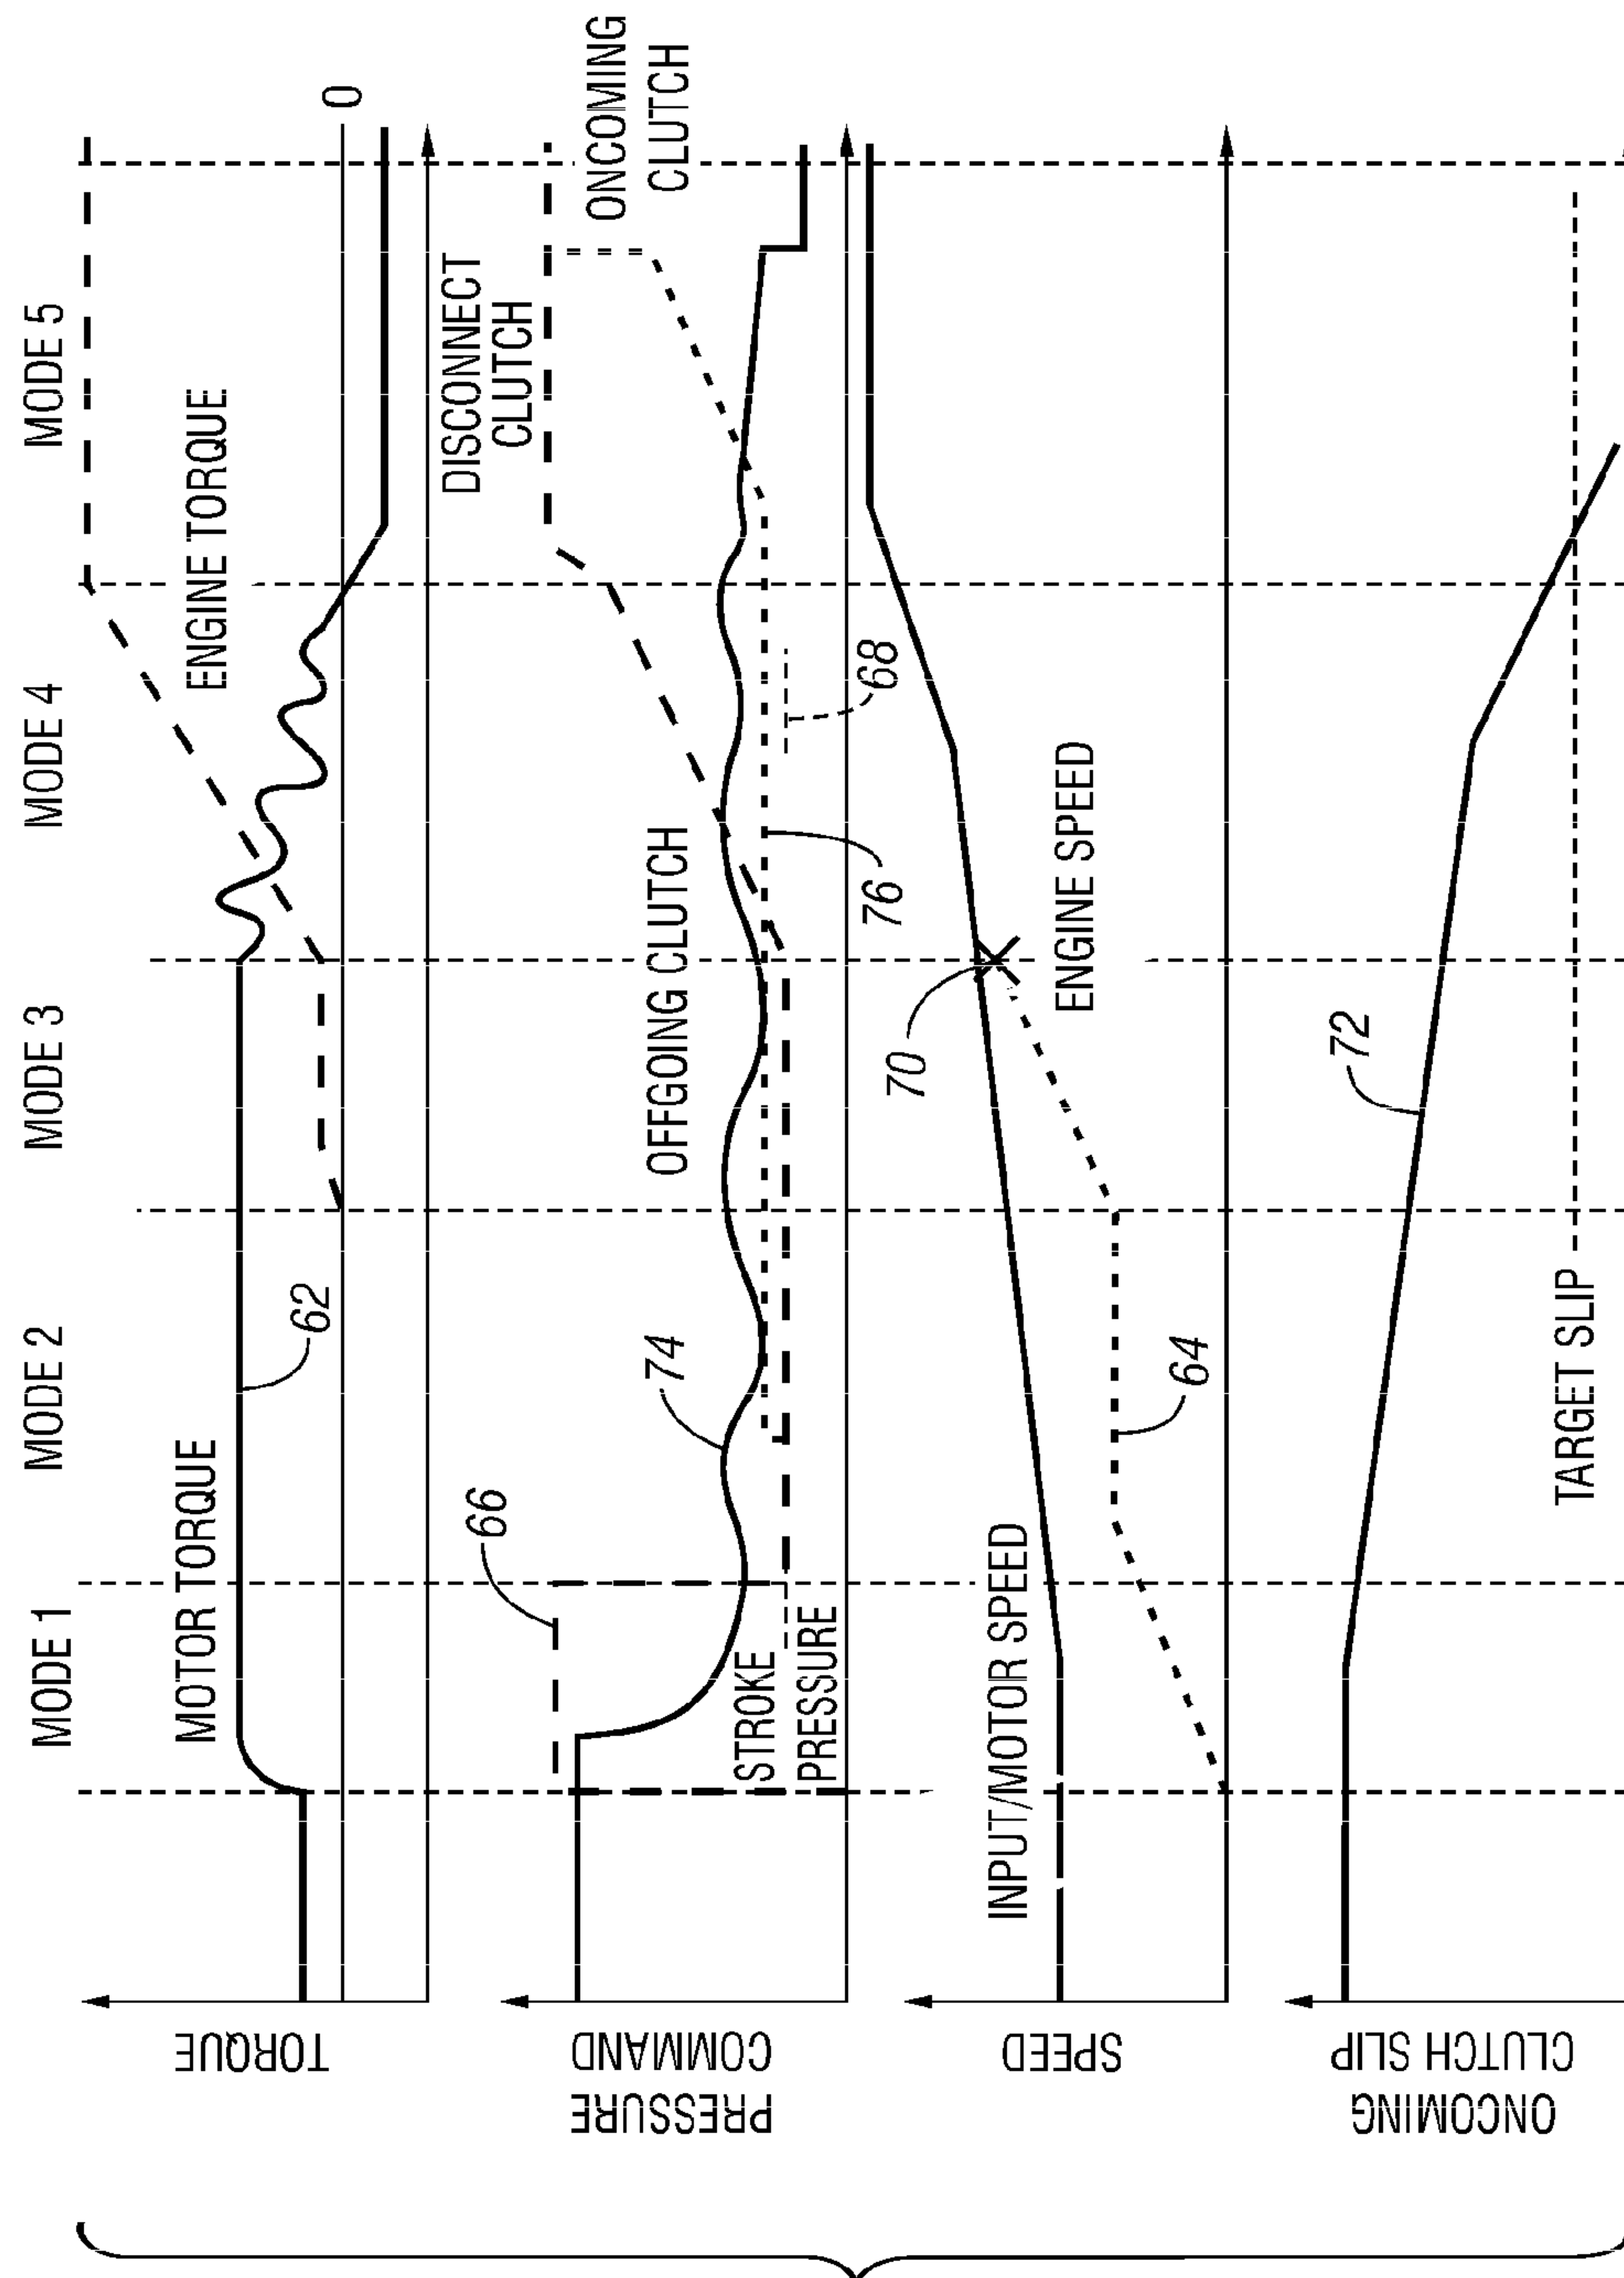 MODE 1
MODE 2
MODE 3
MODE 4
MODE 5
TORQUE
MOTOR TORQUE
62
ENGINE TORQUE
0
PRESSURE
COMMAND
66
STROKE
PRESSURE
74
OFFGOING CLUTCH
76
68
DISCONNECT
CLUTCH
ONCOMING
CLUTCH
SPEED
INPUT/MOTOR SPEED
64
70
ENGINE SPEED
ONCOMING
CLUTCH SLIP
72
TARGET SLIP